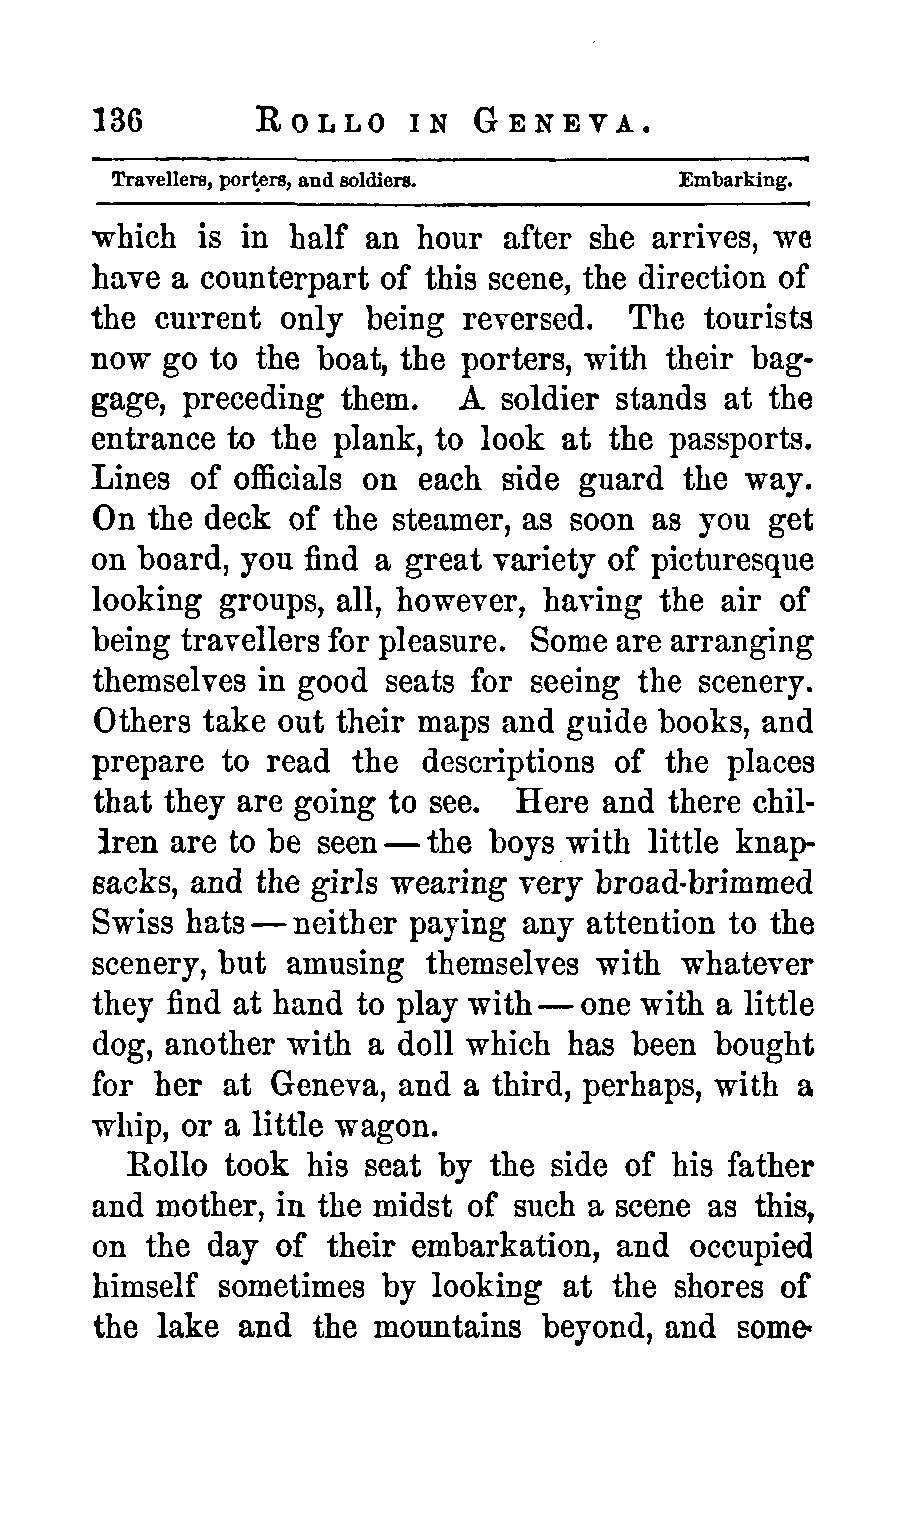 136 ROLLO IN GENEVA.
Travellers, porters, and soldiers. Embarking.
which is in half an hour after she arrives, we
have a counterpart of this scene, the direction of
the current only being reversed. The tourists
now go to the boat, the porters, with their bag-
gage, preceding them. A soldier stands at the
entrance to the plank, to look at the passports.
Lines of officials on each side guard the way.
On the deck of the steamer, as soon as you get
on board, you find a great variety of picturesque
looking groups, all, however, having the air of
being travellers for pleasure. Some are arranging
themselves in good seats for seeing the scenery.
Others take out their maps and guide books, and
prepare to read the descriptions of the places
that they are going to see. Here and there chil-
dren are to be seen — the boys with little knap-
sacks, and the girls wearing very broad-brimmed
Swiss hats — neither paying any attention to the
scenery, but amusing themselves with whatever
they find at hand to play with — one with a little
dog, another with a doll which has been bought
for her at Geneva, and a third, perhaps, with a
whip, or a little wagon.
Rollo took his seat by the side of his father
and mother, in the midst of such a scene as this,
on the day of their embarkation, and occupied
himself sometimes by looking at the shores of
the lake and the mountains beyond, and some-